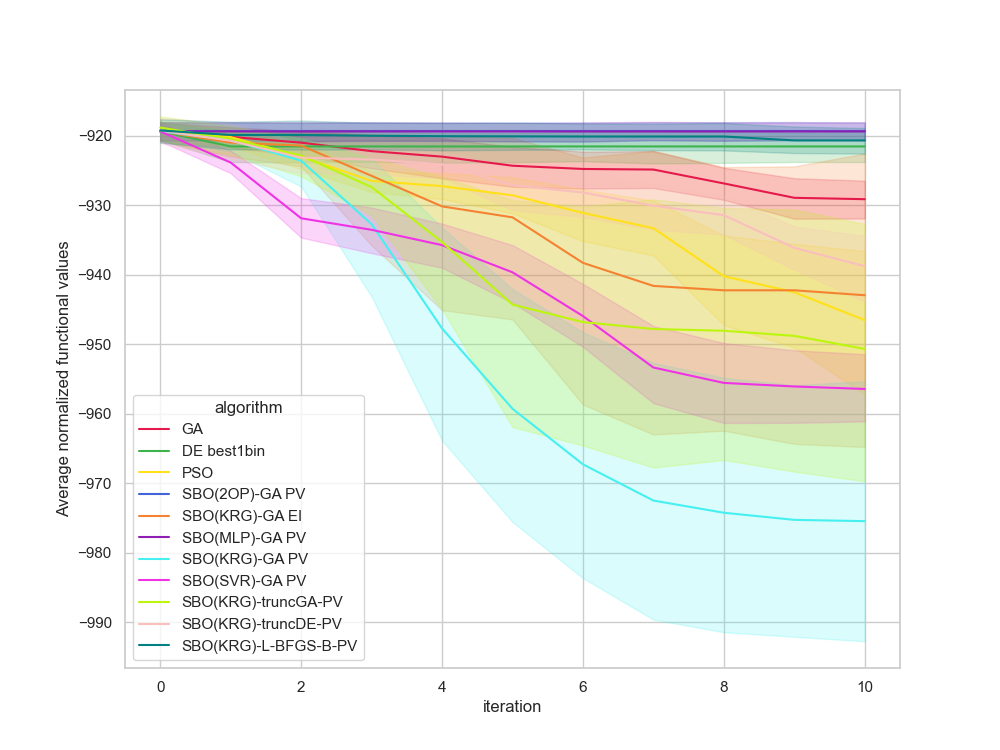 −920
−930
−940
−950
−960
−970
−980
−990
Average normalized functional values
algorithm
GA
DE best1bin
PSO
SBO(2OP)-GA PV
SBO(KRG)-GA EI
SBO(MLP)-GA PV
SBO(KRG)-GA PV
SBO(SVR)-GA PV
SBO(KRG)-truncGA-PV
SBO(KRG)-truncDE-PV
SBO(KRG)-L-BFGS-B-PV
0 2 4 6 8 10
iteration